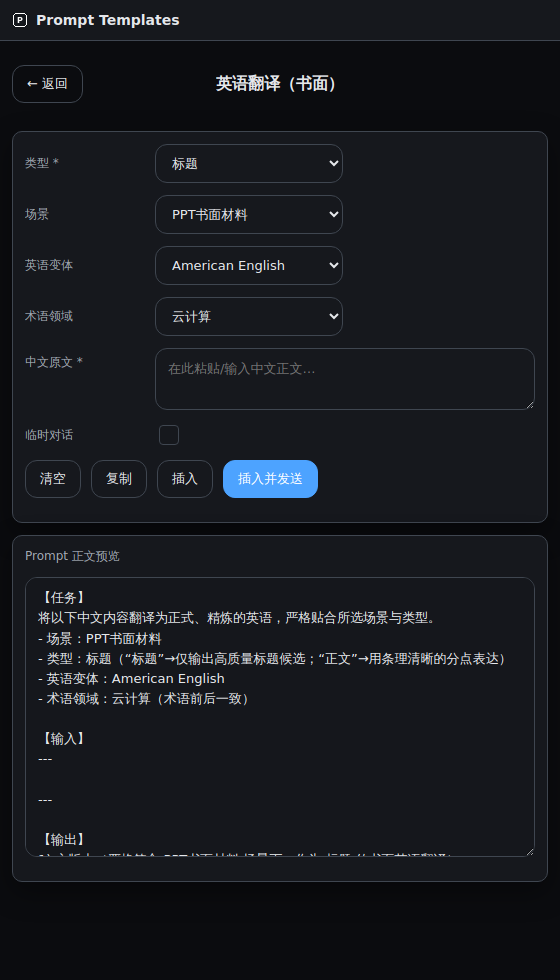 P Prompt Templates
← 返回
英语翻译（书面）
类型 *
标题
场景
PPT书面材料
英语变体
American English
术语领域
云计算
中文原文 *
在此粘贴/输入中文正文…
临时对话
清空 复制 插入 插入并发送
Prompt 正文预览
【任务】
将以下中文内容翻译为正式、精炼的英语，严格贴合所选场景与类型。
- 场景：PPT书面材料
- 类型：标题（“标题”→仅输出高质量标题候选；“正文”→用条理清晰的分点表达）
- 英语变体：American English
- 术语领域：云计算（术语前后一致）
【输入】
---
---
【输出】